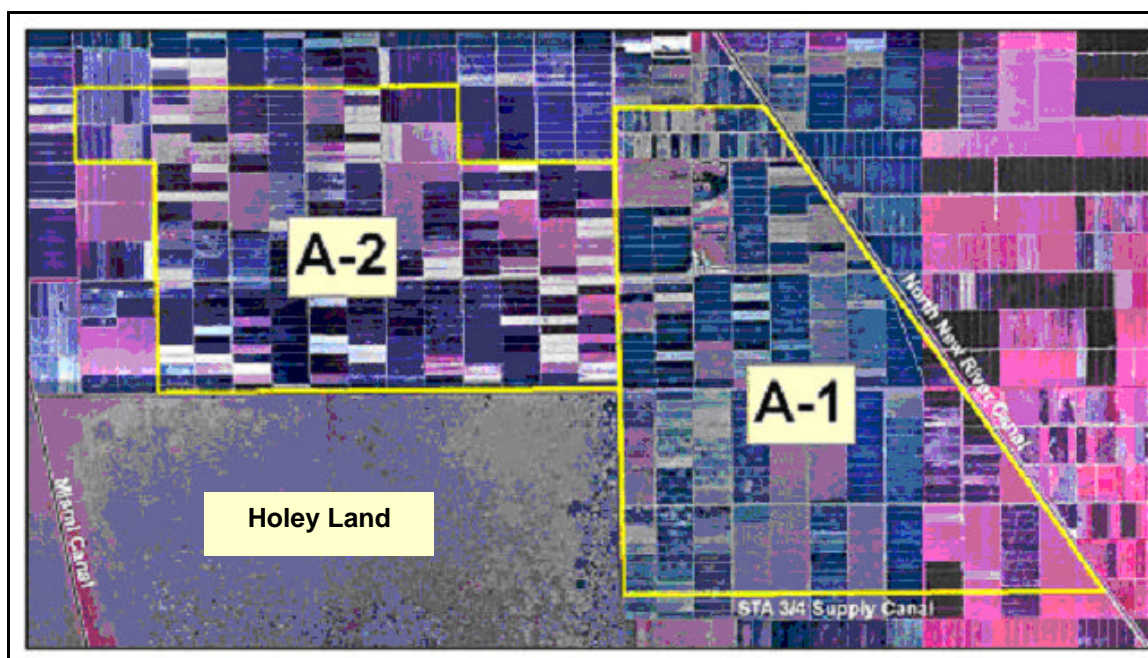 A-2
North New River Canal
A-1
Miami Canal
Holey Land
STA 3/4 Supply Canal